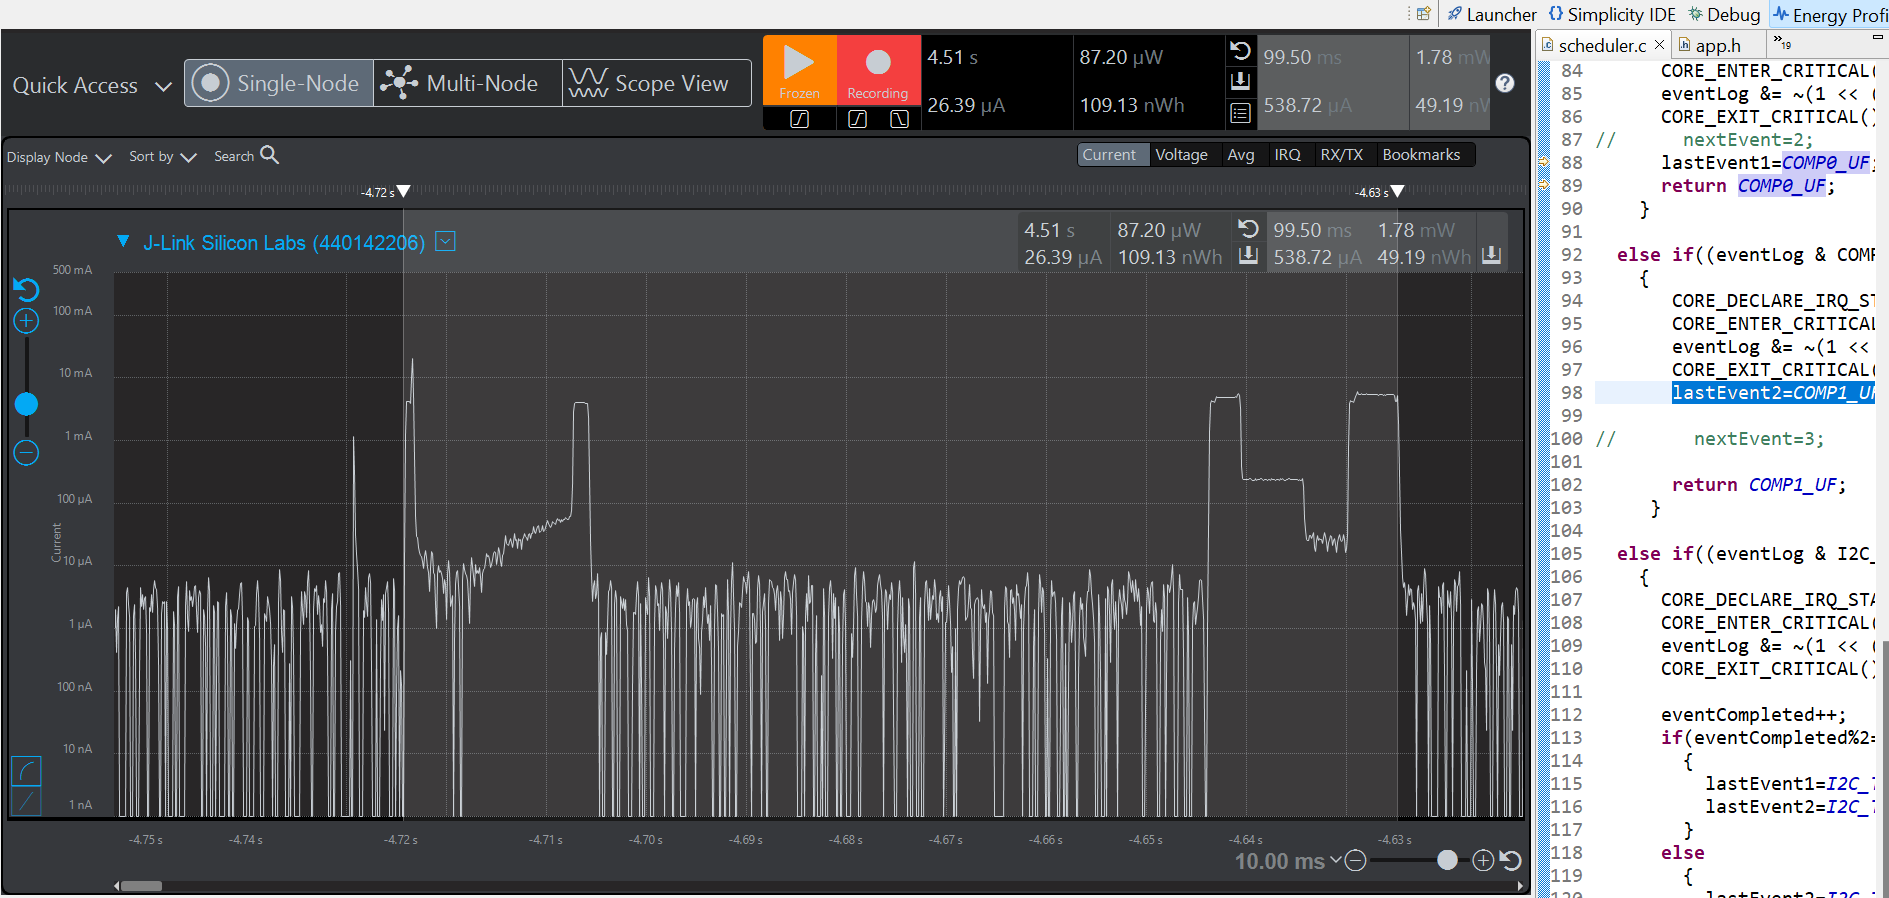 Launcher {} Simplicity IDE Debug Energy Profi
Quick Access Single-Node Multi-Node Scope View
Frozen Recording
4.51 s 87.20 µW 99.50 ms 1.78 mW
26.39 µA 109.13 nWh 538.72 µA 49.19 nW
Display Node Sort by Search
Current Voltage Avg IRQ RX/TX Bookmarks
-4.72 s -4.63 s
J-Link Silicon Labs (440142206)
4.51 s 87.20 µW 99.50 ms 1.78 mW
26.39 µA 109.13 nWh 538.72 µA 49.19 nWh
500 mA
100 mA
10 mA
1 mA
100 µA
10 µA
1 µA
100 nA
10 nA
1 nA
Current
-4.75 s -4.74 s -4.72 s -4.71 s -4.70 s -4.69 s -4.68 s -4.67 s -4.66 s -4.65 s -4.64 s -4.63 s
10.00 ms
scheduler.c app.h »19
84 CORE_ENTER_CRITICAL(
85 eventLog &= ~(1 << (
86 CORE_EXIT_CRITICAL()
87 // nextEvent=2;
88 lastEvent1=COMP0_UF;
89 return COMP0_UF;
90 }
91
92 else if((eventLog & COMP
93 {
94 CORE_DECLARE_IRQ_ST
95 CORE_ENTER_CRITICAL
96 eventLog &= ~(1 <<
97 CORE_EXIT_CRITICAL(
98 lastEvent2=COMP1_UF
99
100 // nextEvent=3;
101
102 return COMP1_UF;
103 }
104
105 else if((eventLog & I2C_
106 {
107 CORE_DECLARE_IRQ_STA
108 CORE_ENTER_CRITICAL(
109 eventLog &= ~(1 << (
110 CORE_EXIT_CRITICAL()
111
112 eventCompleted++;
113 if(eventCompleted%2=
114 {
115 lastEvent1=I2C_T
116 lastEvent2=I2C_T
117 }
118 else
119 {
120 lastEvent2=I2C_T